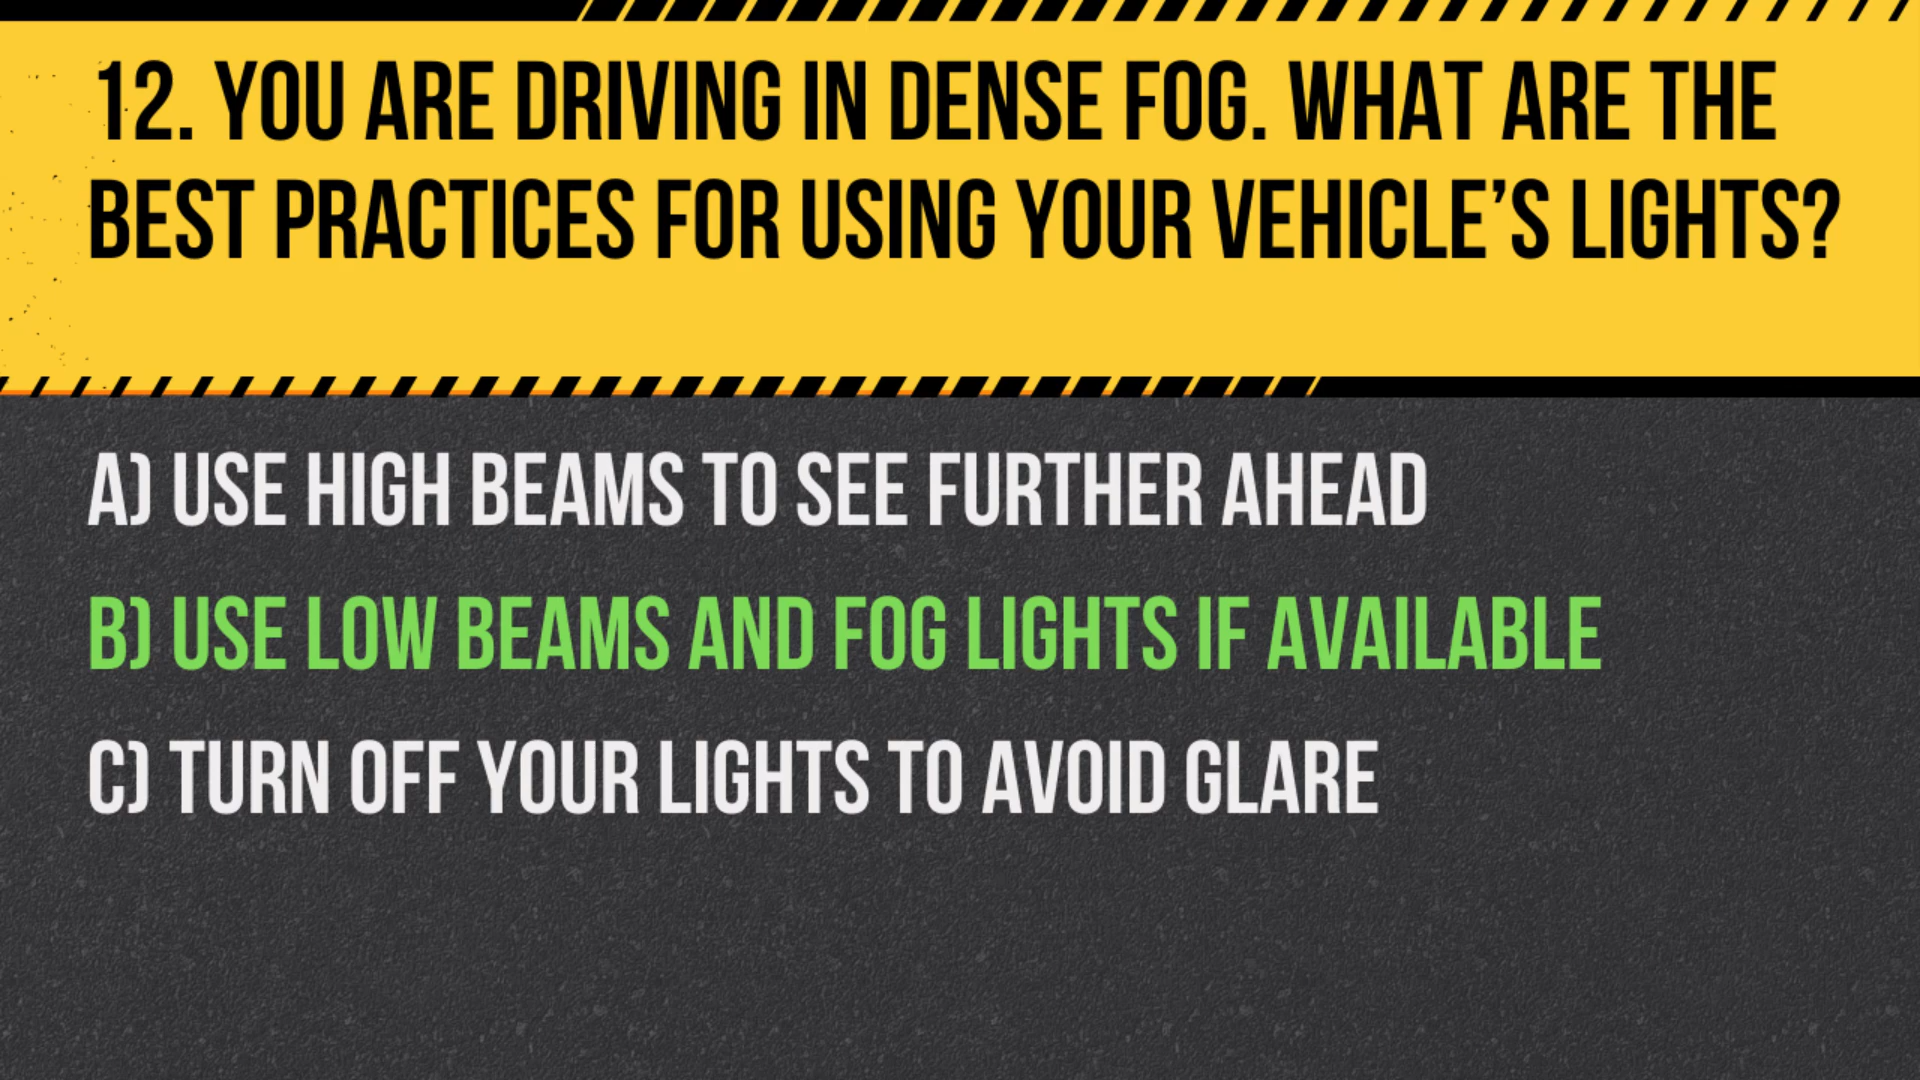 12. YOU ARE DRIVING IN DENSE FOG. WHAT ARE THE
BEST PRACTICES FOR USING YOUR VEHICLE’S LIGHTS?
A) USE HIGH BEAMS TO SEE FURTHER AHEAD
B) USE LOW BEAMS AND FOG LIGHTS IF AVAILABLE
C) TURN OFF YOUR LIGHTS TO AVOID GLARE